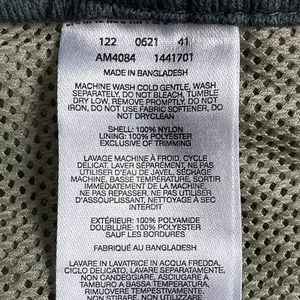 122 0621 41
AM4084 1441701
MADE IN BANGLADESH
MACHINE WASH COLD GENTLE, WASH
SEPARATELY, DO NOT BLEACH, TUMBLE
DRY LOW, REMOVE PROMPTLY, DO NOT
IRON, DO NOT USE FABRIC SOFTENER, DO
NOT DRYCLEAN
SHELL: 100% NYLON
LINING: 100% POLYESTER
EXCLUSIVE OF TRIMMING
LAVAGE MACHINE À FROID, CYCLE
DÉLICAT, LAVER SÉPARÉMENT, NE PAS
UTILISER D'EAU DE JAVEL, SÉCHAGE
MACHINE, BASSE TEMPÉRATURE, SORTIR
IMMÉDIATEMENT DE LA MACHINE,
NE PAS REPASSER, NE PAS UTILISER
D'ASSOUPLISSANT, NETTOYAGE À SEC
INTERDIT
EXTÉRIEUR: 100% POLYAMIDE
DOUBLURE: 100% POLYESTER
SAUF LES BORDURES
FABRIQUÉ AU BANGLADESH
LAVARE IN LAVATRICE IN ACQUA FREDDA,
CICLO DELICATO, LAVARE SEPARATAMENTE,
NON CANDEGGIARE, ASCIUGARE A
TAMBURO, BASSA TEMPERATURA,
RIMUOVERE TEMPESTIVAMENTE,
NON STIRARE, NON